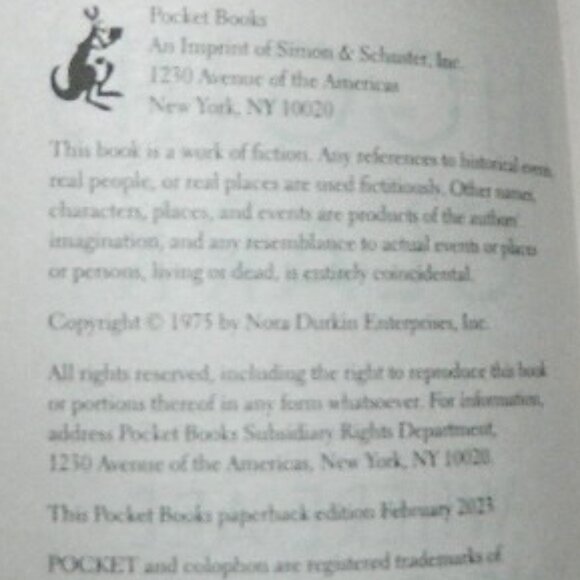 Pocket Books
An Imprint of Simon & Schuster, Inc.
1230 Avenue of the Americas
New York, NY 10020
This book is a work of fiction. Any references to historical events,
real people, or real places are used fictitiously. Other names,
characters, places, and events are products of the author's
imagination, and any resemblance to actual events or places
or persons, living or dead, is entirely coincidental.
Copyright © 1975 by Nora Durkin Enterprises, Inc.
All rights reserved, including the right to reproduce this book
or portions thereof in any form whatsoever. For information,
address Pocket Books Subsidiary Rights Department,
1230 Avenue of the Americas, New York, NY 10020.
This Pocket Books paperback edition February 2023
POCKET and colophon are registered trademarks of